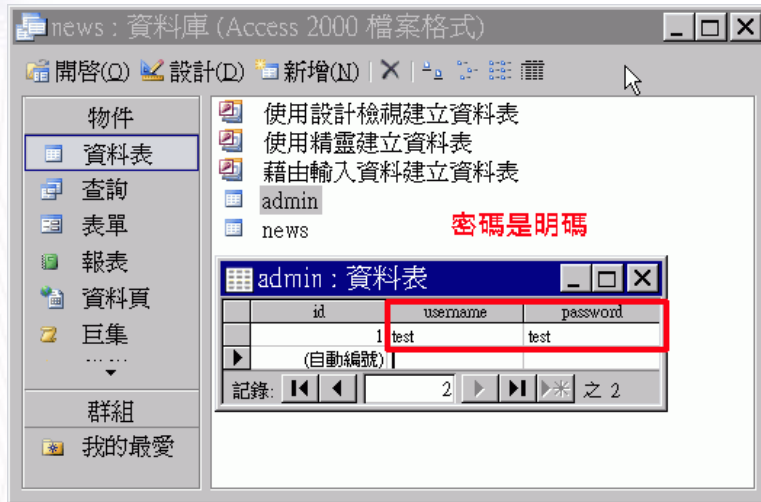 news : 資料庫 (Access 2000 檔案格式)
開啓(O) 設計(D) 新增(N)
物件
資料表
查詢
表單
報表
資料頁
巨集
群組
我的最愛
使用設計檢視建立資料表
使用精靈建立資料表
藉由輸入資料建立資料表
admin
news
密碼是明碼
admin : 資料表
id username password
1 test test
(自動編號)
記錄: 2 之 2